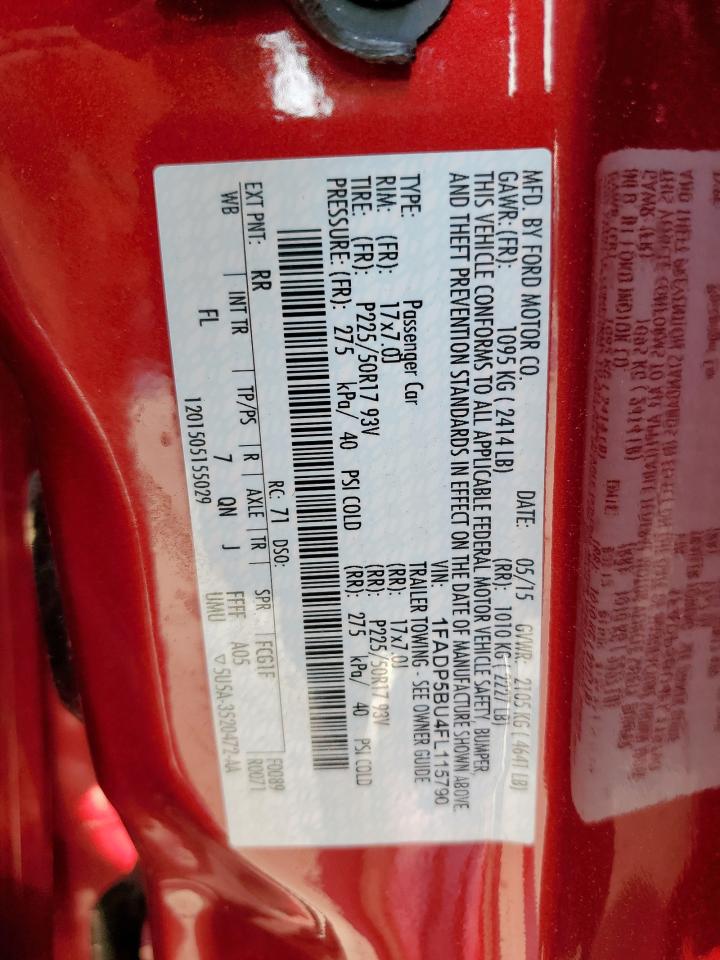 MFD. BY FORD MOTOR CO.
DATE: 05/15 GVWR: 2105 KG ( 4641 LB)
GAWR: (FR): 1095 KG ( 2414 LB) (RR): 1010 KG ( 2227 LB)
THIS VEHICLE CONFORMS TO ALL APPLICABLE FEDERAL MOTOR VEHICLE SAFETY, BUMPER,
AND THEFT PREVENTION STANDARDS IN EFFECT ON THE DATE OF MANUFACTURE SHOWN ABOVE.
VIN: 1FADP5BU4FL115790
TYPE: Passenger Car TRAILER TOWING - SEE OWNER GUIDE
RIM: (FR): 17x7.0J (RR): 17x7.0J
TIRE: (FR): P225/50R17 93V (RR): P225/50R17 93V
PRESSURE: (FR): 275 kPa/ 40 PSI COLD (RR): 275 kPa/ 40 PSI COLD
RC: 71 DSO: F0089
EXT PNT: RR FCG1F R0071
WB INT TR TP/PS R AXLE TR SPR
FL 7 QN J FFFF A05
UMU ▽ 5U5A-3520472-AA
1201505155029